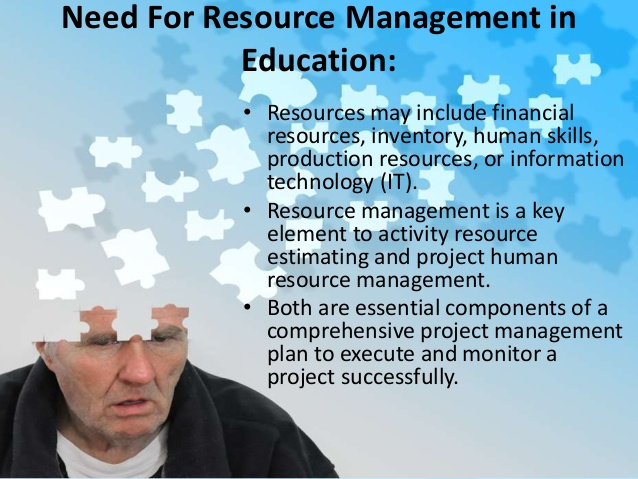 Need For Resource Management in
Education:
• Resources may include financial
resources, inventory, human skills,
production resources, or information
technology (IT).
• Resource management is a key
element to activity resource
estimating and project human
resource management.
• Both are essential components of a
comprehensive project management
plan to execute and monitor a
project successfully.